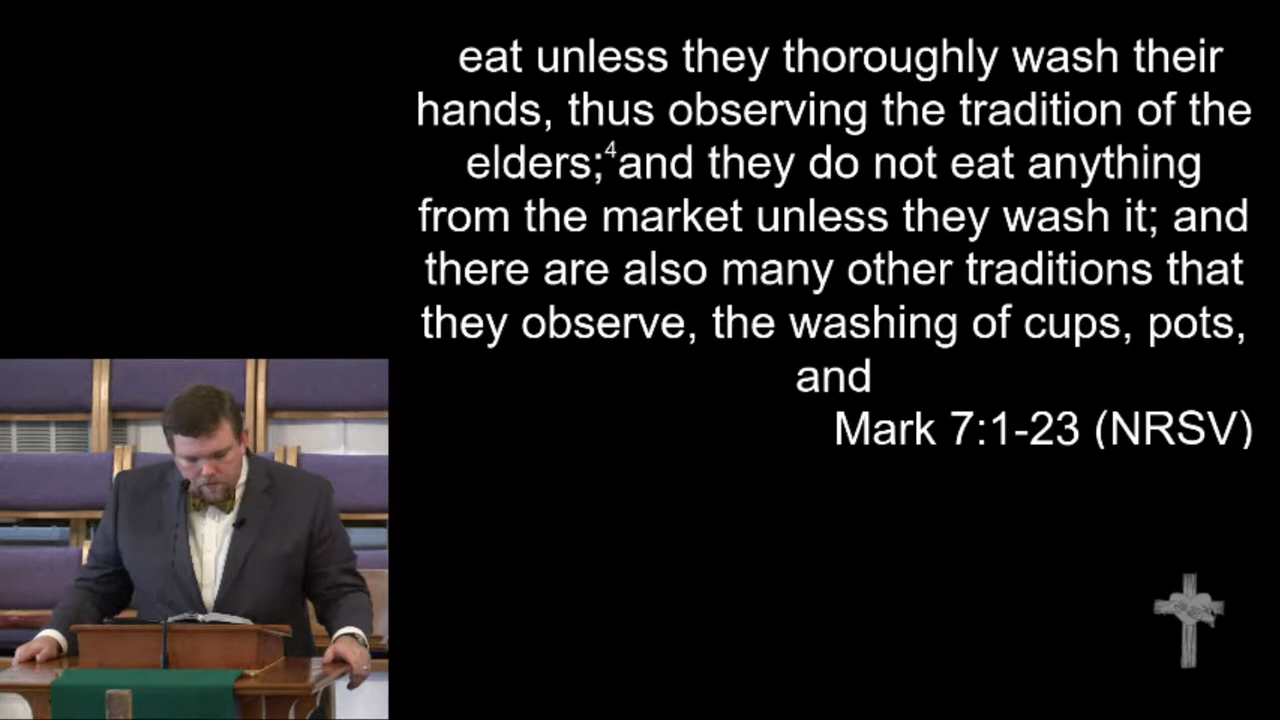 eat unless they thoroughly wash their
hands, thus observing the tradition of the
elders;⁴and they do not eat anything
from the market unless they wash it; and
there are also many other traditions that
they observe, the washing of cups, pots,
and
Mark 7:1-23 (NRSV)